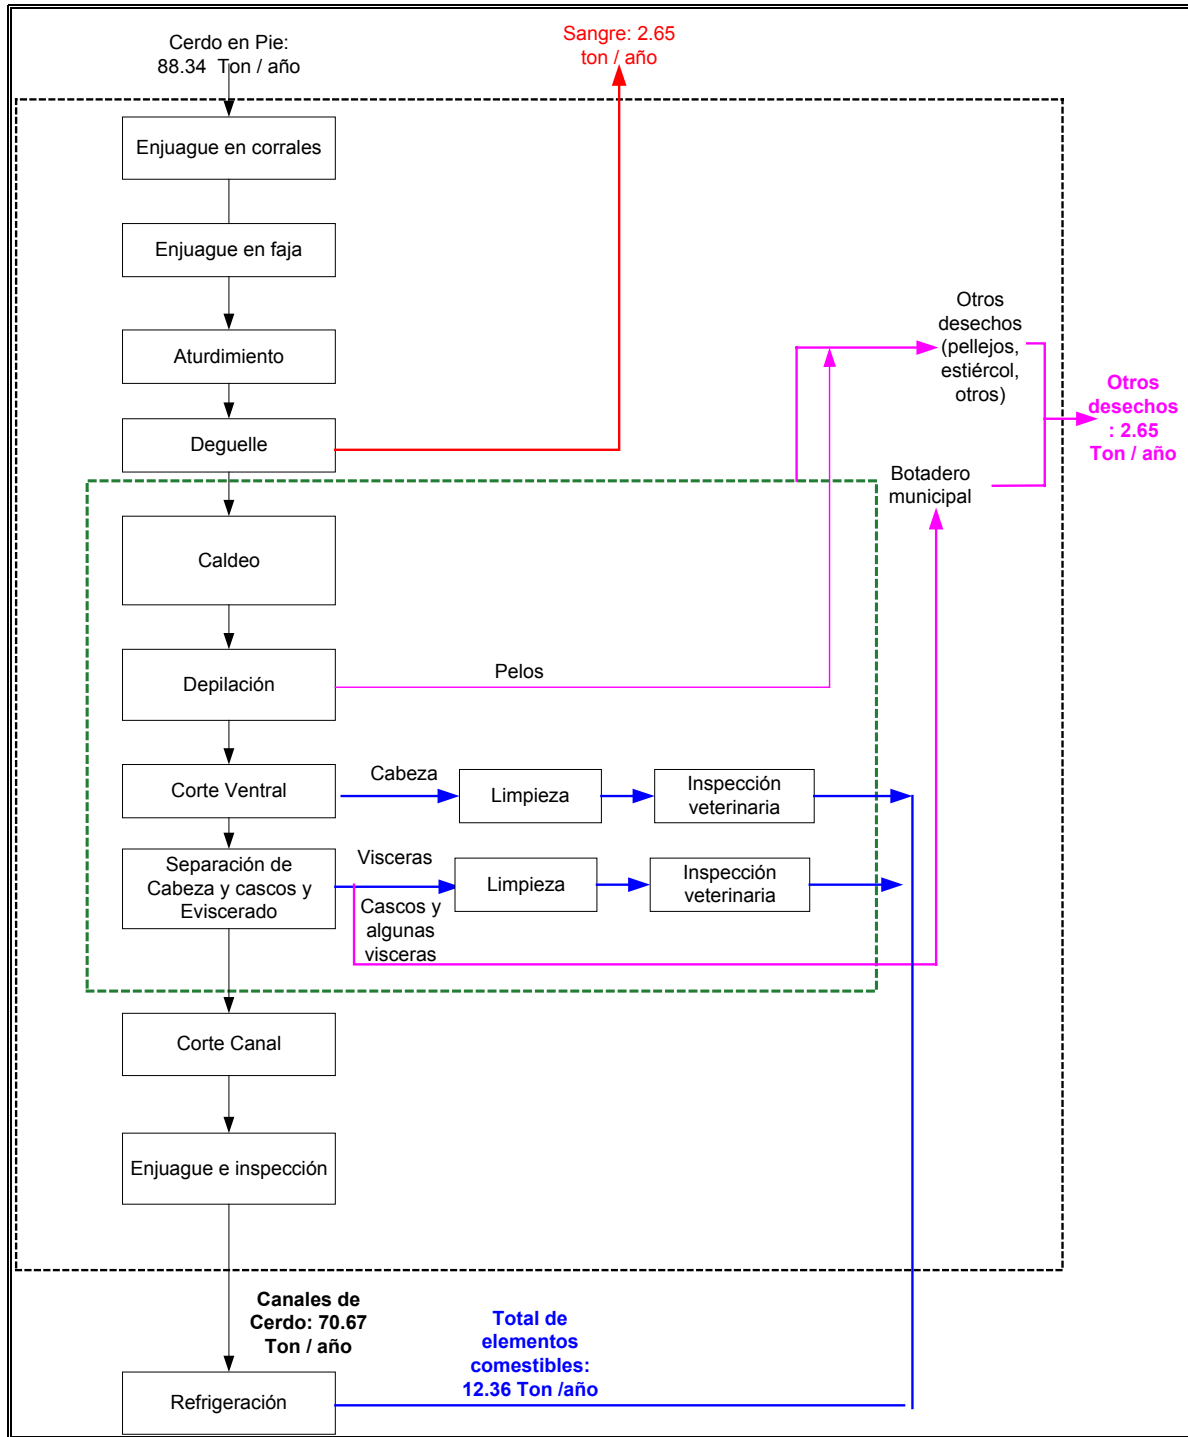 Cerdo en Pie:
88.34 Ton / año
Sangre: 2.65
ton / año
Enjuague en corrales
Enjuague en faja
Aturdimiento
Deguelle
Otros
desechos
(pellejos,
estiércol,
otros)
Otros
desechos
: 2.65
Ton / año
Botadero
municipal
Caldeo
Depilación
Pelos
Corte Ventral
Cabeza
Limpieza
Inspección
veterinaria
Separación de
Cabeza y cascos y
Eviscerado
Visceras
Cascos y
algunas
visceras
Limpieza
Inspección
veterinaria
Corte Canal
Enjuague e inspección
Canales de
Cerdo: 70.67
Ton / año
Total de
elementos
comestibles:
12.36 Ton /año
Refrigeración